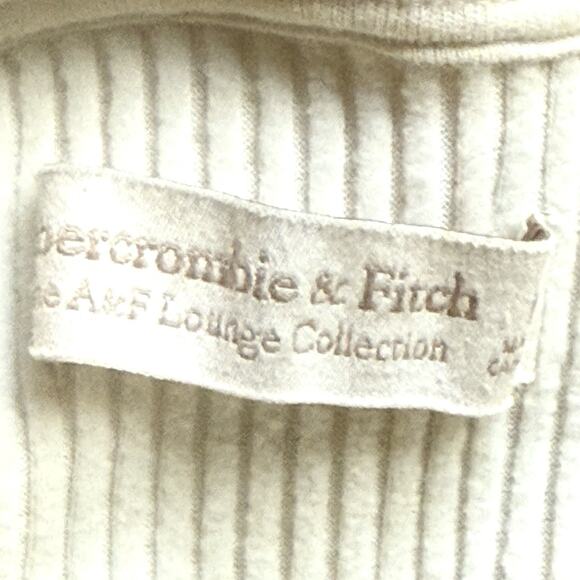 bercrombie & Fitch
e A&F Lounge Collection